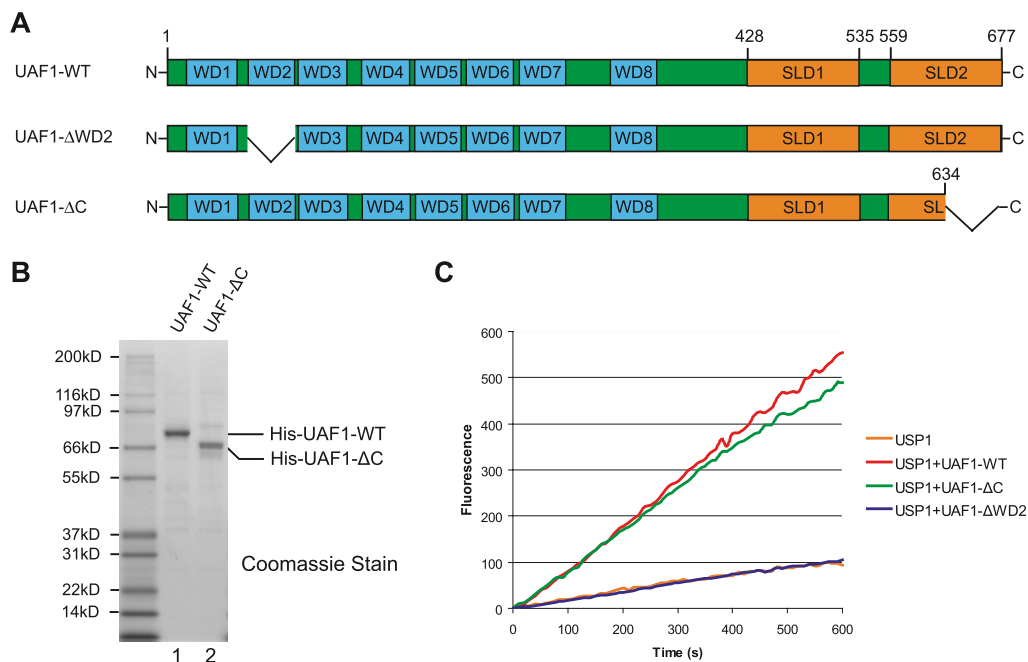 A
1 428 535 559 677
UAF1-WT N WD1 WD2 WD3 WD4 WD5 WD6 WD7 WD8 SLD1 SLD2 C
UAF1-ΔWD2 N WD1 WD3 WD4 WD5 WD6 WD7 WD8 SLD1 SLD2 C
634
UAF1-ΔC N WD1 WD2 WD3 WD4 WD5 WD6 WD7 WD8 SLD1 SL C
B
UAF1-WT
UAF1-ΔC
200kD
116kD
97kD
66kD
55kD
37kD
31kD
22kD
14kD
His-UAF1-WT
His-UAF1-ΔC
Coomassie Stain
1 2
C
Fluorescence
600
500
400
300
200
100
0
0 100 200 300 400 500 600
Time (s)
USP1
USP1+UAF1-WT
USP1+UAF1-ΔC
USP1+UAF1-ΔWD2